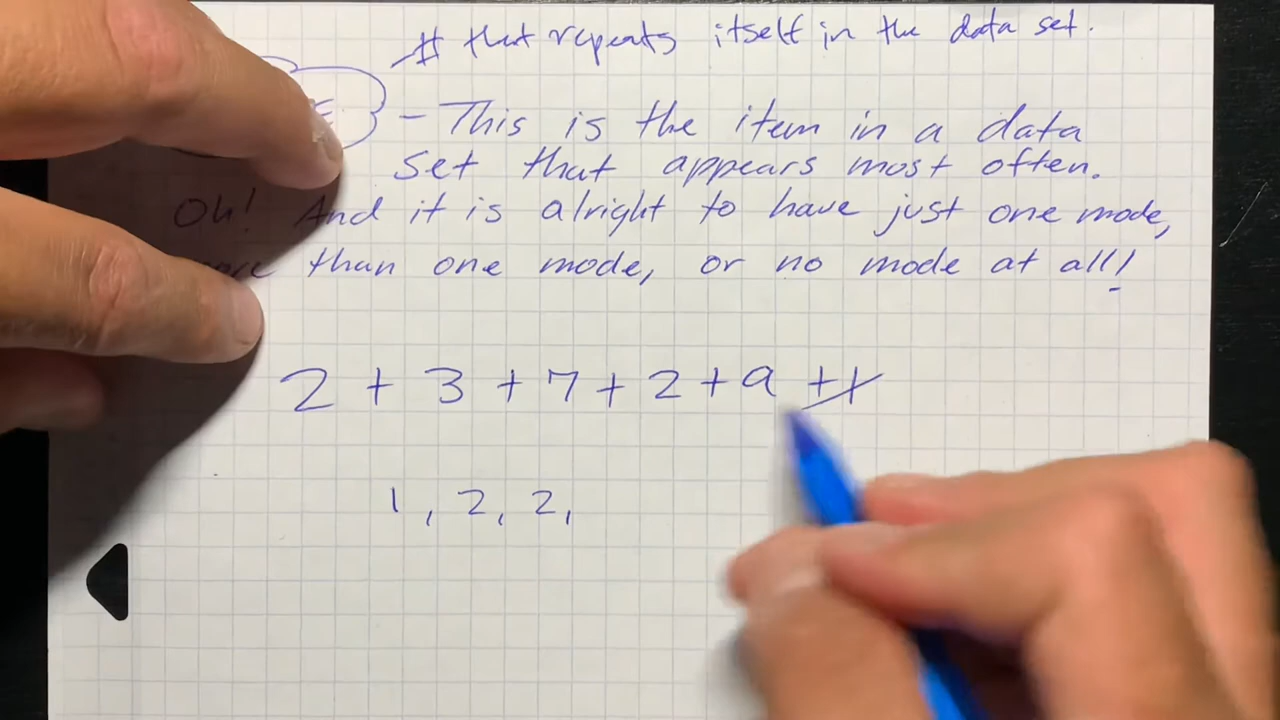 # that repeats itself in the data set.
- This is the item in a data
set that appears most often.
Oh! And it is alright to have just one mode,
than one mode, or no mode at all!
2 + 3 + 7 + 2 + 9 + 1
1, 2, 2,